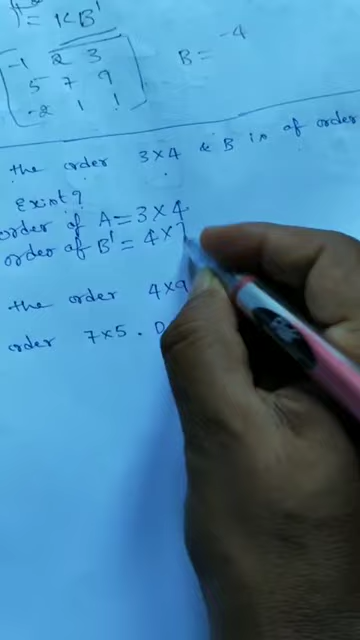 = KB'
-1 2 3
5 7 9
-2 1 1
B = -4
the order 3×4 & B is of order
Exist?
order of A = 3×4
order of B' = 4×
the order 4×9
order 7×5.